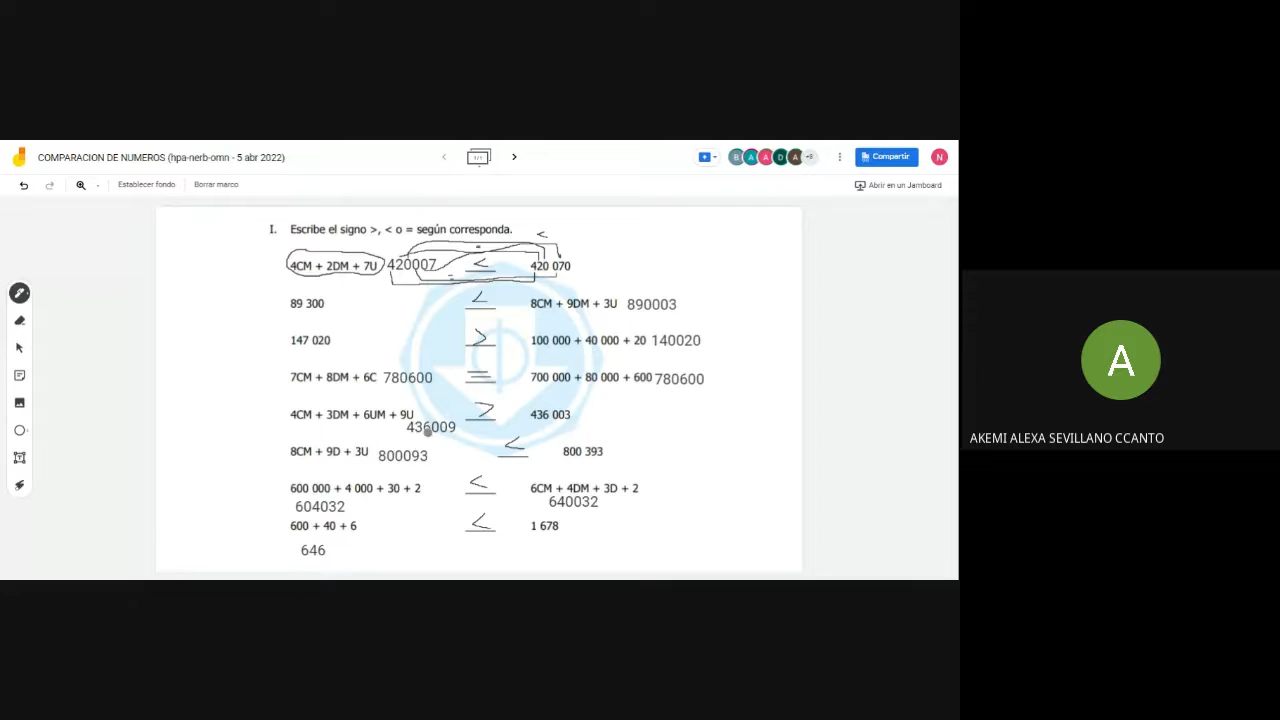 COMPARACION DE NUMEROS (hpa-nerb-omn - 5 abr 2022)
1/1
B A A D A +8
Compartir
N
Establecer fondo
Borrar marco
Abrir en un Jamboard
I. Escribe el signo >, < o = según corresponda.
<
=
4CM + 2DM + 7U 420007 < 420 070
=
89 300 < 8CM + 9DM + 3U 890003
147 020 > 100 000 + 40 000 + 20 140020
7CM + 8DM + 6C 780600 = 700 000 + 80 000 + 600 780600
4CM + 3DM + 6UM + 9U > 436 003
436009
8CM + 9D + 3U 800093 < 800 393
600 000 + 4 000 + 30 + 2 < 6CM + 4DM + 3D + 2
604032 640032
600 + 40 + 6 < 1 678
646
A
AKEMI ALEXA SEVILLANO CCANTO